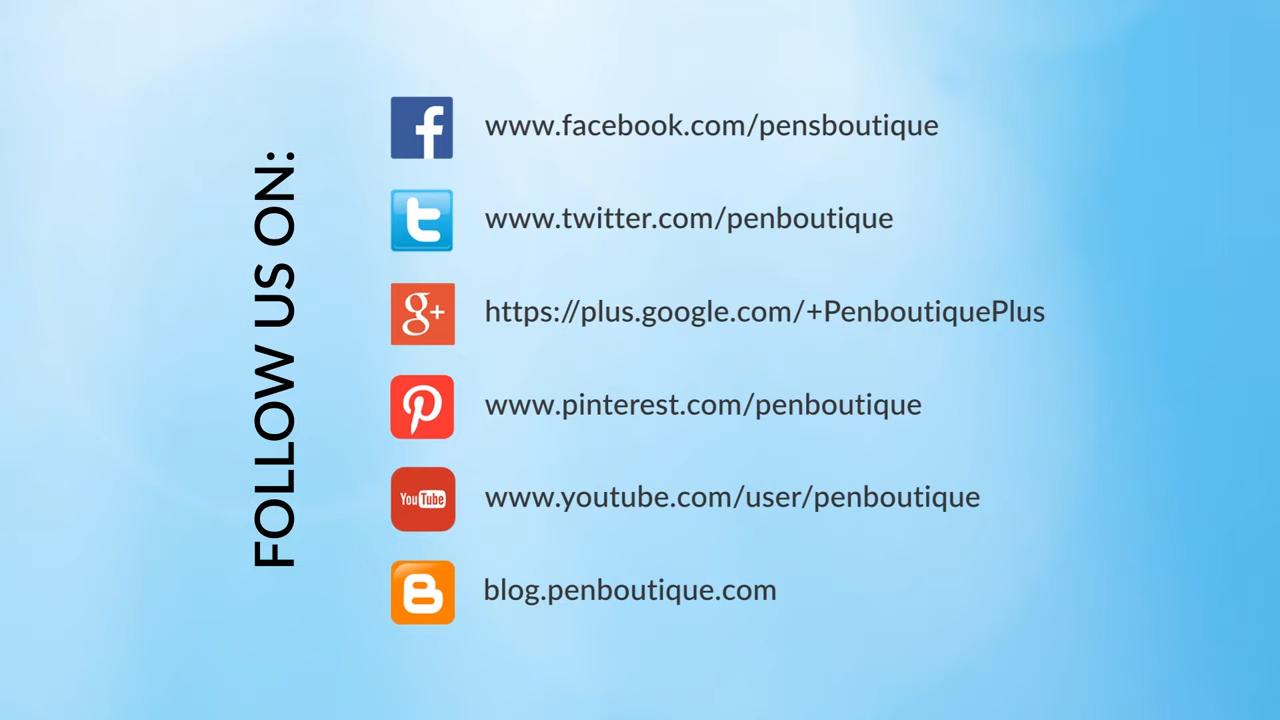 FOLLOW US ON:
f www.facebook.com/pensboutique
t www.twitter.com/penboutique
g+ https://plus.google.com/+PenboutiquePlus
p www.pinterest.com/penboutique
YouTube www.youtube.com/user/penboutique
B blog.penboutique.com